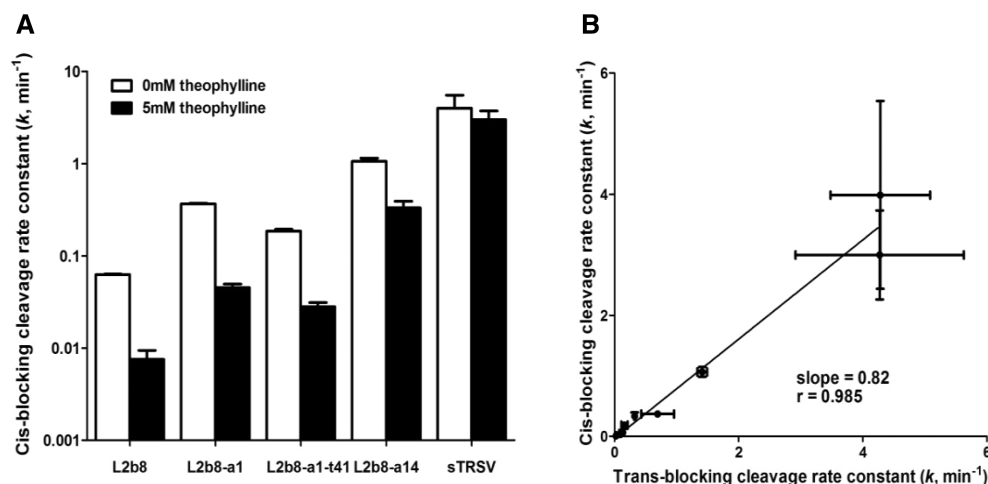 A
Cis-blocking cleavage rate constant (k, min⁻¹)
10
1
0.1
0.01
0.001
0mM theophylline
5mM theophylline
L2b8 L2b8-a1 L2b8-a1-t41 L2b8-a14 sTRSV
B
Cis-blocking cleavage rate constant (k, min⁻¹)
6
4
2
0
slope = 0.82
r = 0.985
0 2 4 6
Trans-blocking cleavage rate constant (k, min⁻¹)